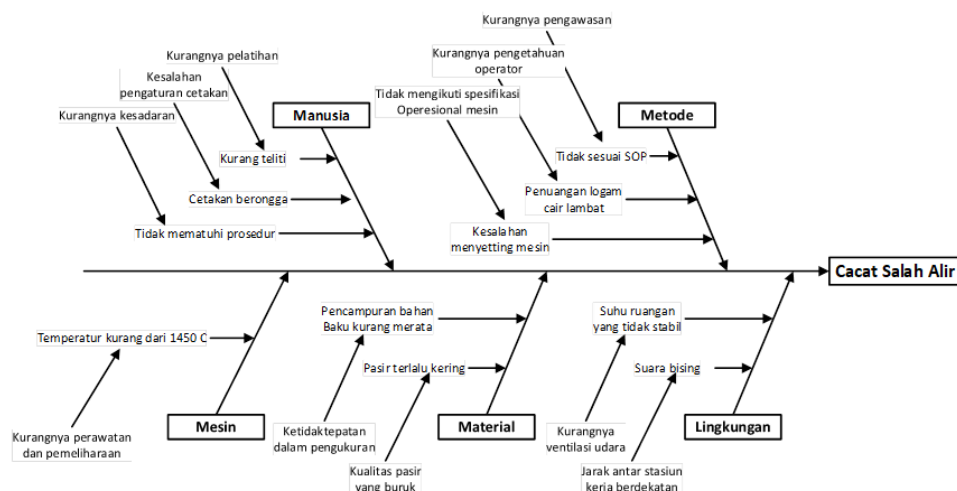 Kurangnya pengawasan
Kurangnya pelatihan
Kurangnya pengetahuan
operator
Kesalahan
pengaturan cetakan
Tidak mengikuti spesifikasi
Operesional mesin
Kurangnya kesadaran
Manusia
Metode
Kurang teliti
Tidak sesuai SOP
Cetakan berongga
Penuangan logam
cair lambat
Tidak mematuhi prosedur
Kesalahan
menyetting mesin
Cacat Salah Alir
Pencampuran bahan
Baku kurang merata
Suhu ruangan
yang tidak stabil
Temperatur kurang dari 1450 C
Pasir terlalu kering
Suara bising
Mesin
Material
Lingkungan
Kurangnya perawatan
dan pemeliharaan
Ketidaktepatan
dalam pengukuran
Kurangnya
ventilasi udara
Kualitas pasir
yang buruk
Jarak antar stasiun
kerja berdekatan